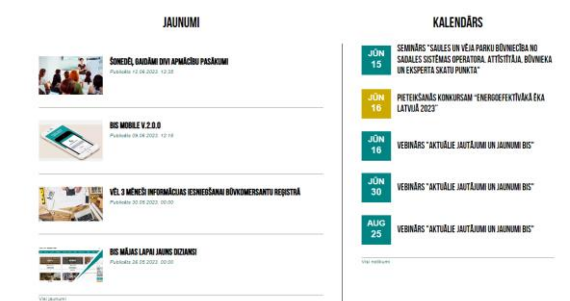 JAUNUMI
ŠONEDĒĻ GAIDĀMI DIVI APMĀCĪBU PASĀKUMI
Publicēts 12.06.2023. 12:35
BIS MOBILE V.2.0.0
Publicēts 09.06.2023. 12:16
VĒL 3 MĒNEŠI INFORMĀCIJAS IESNIEGŠANAI BŪVKOMERSANTU REĢISTRĀ
Publicēts 30.05.2023. 00:00
BIS MĀJAS LAPAI JAUNS DIZAINS!
Publicēts 26.05.2023. 00:00
Visi jaunumi
KALENDĀRS
JŪN
15
SEMINĀRS "SAULES UN VĒJA PARKU BŪVNIECĪBA NO
SADALES SISTĒMAS OPERATORA, ATTĪSTĪTĀJA, BŪVNIEKA
UN EKSPERTA SKATU PUNKTA"
JŪN
16
PIETEIKŠANĀS KONKURSAM "ENERGOEFEKTĪVĀKĀ ĒKA
LATVIJĀ 2023"
JŪN
16
VEBINĀRS "AKTUĀLIE JAUTĀJUMI UN JAUNUMI BIS"
JŪN
30
VEBINĀRS "AKTUĀLIE JAUTĀJUMI UN JAUNUMI BIS"
AUG
25
VEBINĀRS "AKTUĀLIE JAUTĀJUMI UN JAUNUMI BIS"
Visi notikumi